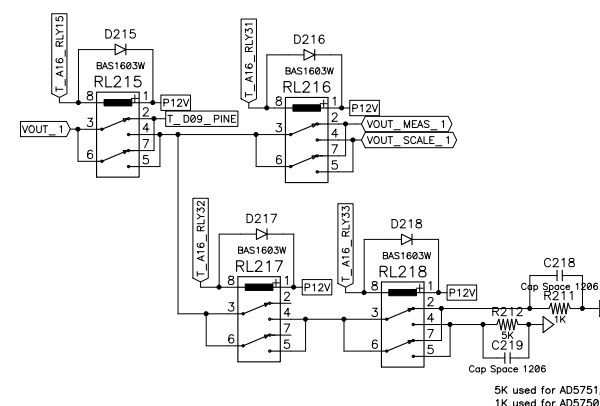 T_A16_RLY15
D215
BAS1603W
RL215
8
1
P12V
2
T_D09_PINE
VOUT_1
3
4
7
6
5
T_A16_RLY31
D216
BAS1603W
RL216
8
1
P12V
2
VOUT_MEAS_1
3
4
VOUT_SCALE_1
7
6
5
T_A16_RLY32
D217
BAS1603W
RL217
8
1
P12V
2
3
4
7
6
5
T_A16_RLY33
D218
BAS1603W
RL218
8
1
P12V
2
3
4
7
6
5
C218
Cap Space 1206
R211
1K
R212
5K
C219
Cap Space 1206
5K used for AD5751,
1K used for AD5750